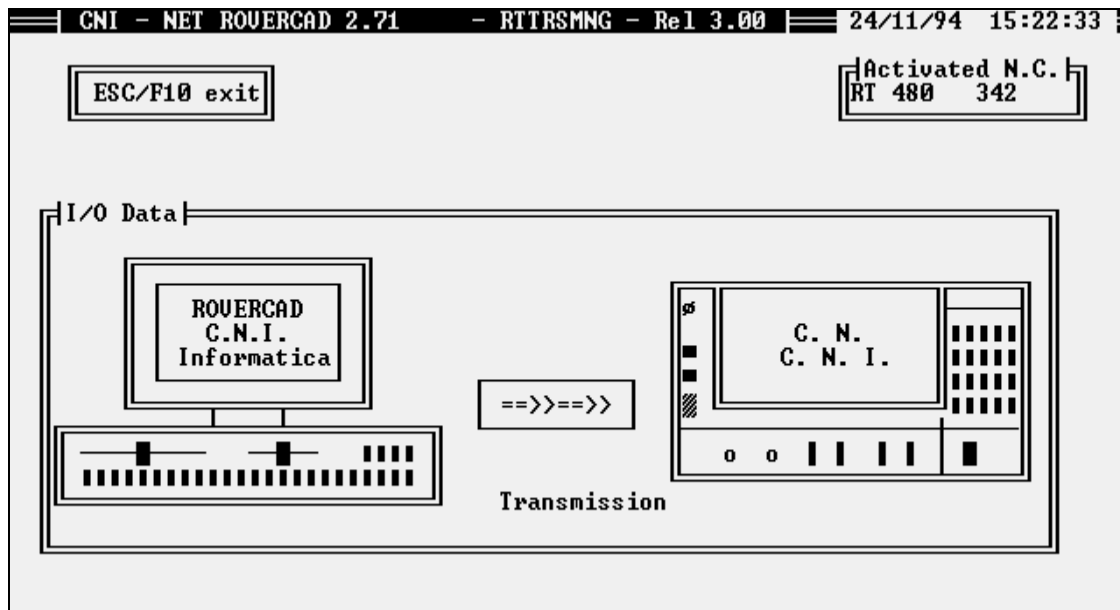 CNI - NET ROVERCAD 2.71 - RTTRSMNG - Rel 3.00 24/11/94 15:22:33
ESC/F10 exit
Activated N.C.
RT 480 342
I/O Data
ROVERCAD
C.N.I.
Informatica
C. N.
C. N. I.
==>>==>>
Transmission